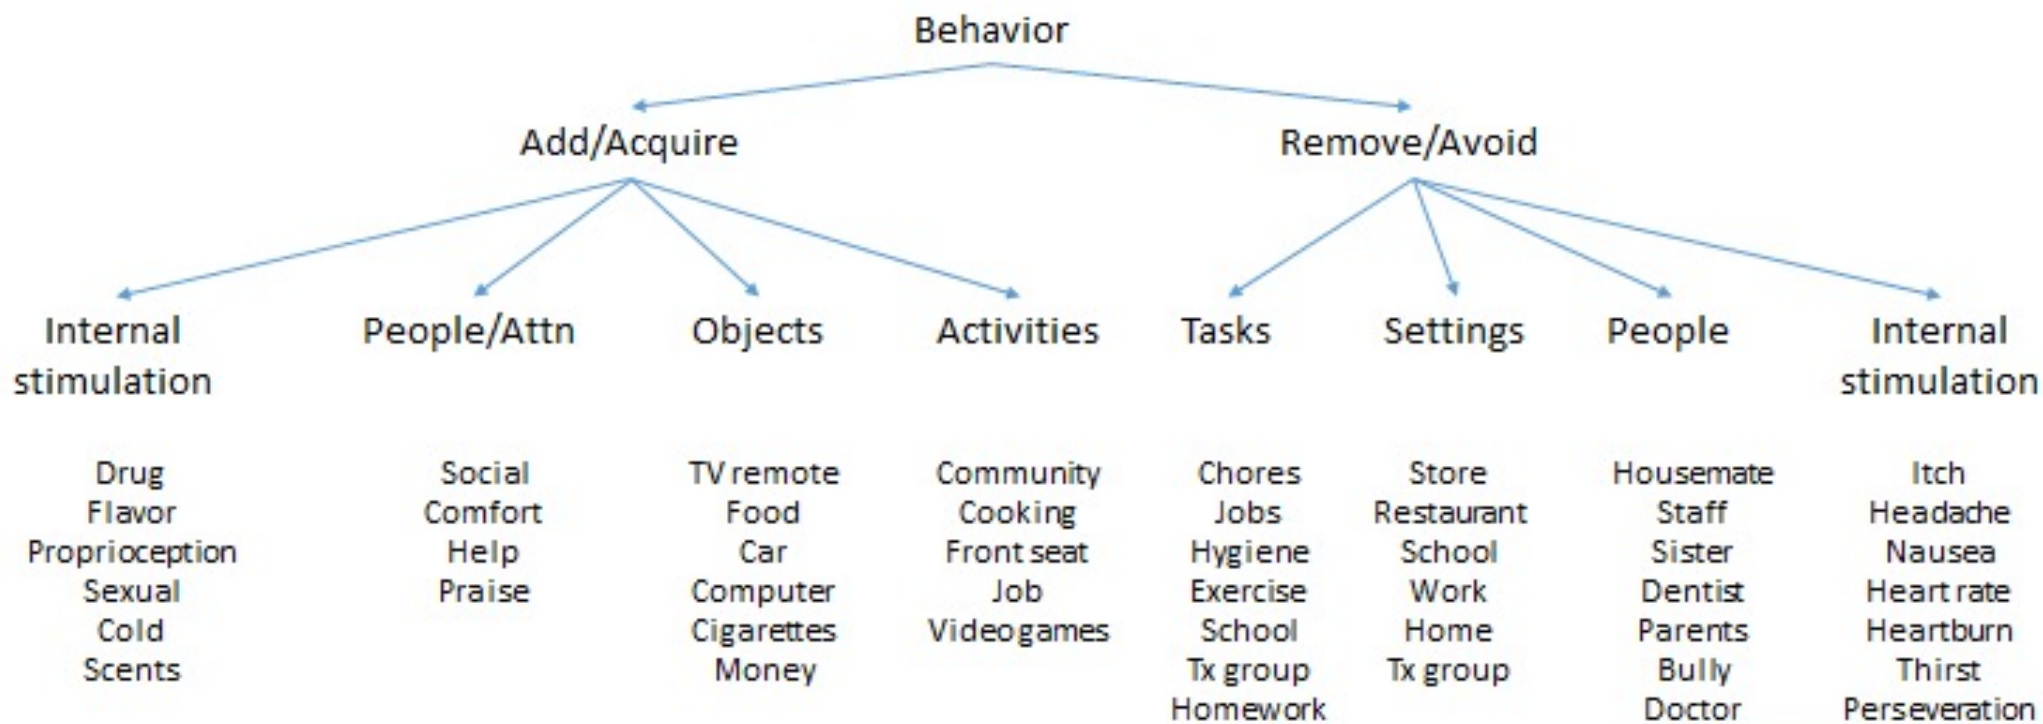 Behavior
Add/Acquire
Remove/Avoid
Internal
stimulation
People/Attn
Objects
Activities
Tasks
Settings
People
Internal
stimulation
Drug
Flavor
Proprioception
Sexual
Cold
Scents
Social
Comfort
Help
Praise
TV remote
Food
Car
Computer
Cigarettes
Money
Community
Cooking
Front seat
Job
Videogames
Chores
Jobs
Hygiene
Exercise
School
Tx group
Homework
Store
Restaurant
School
Work
Home
Tx group
Housemate
Staff
Sister
Dentist
Parents
Bully
Doctor
Itch
Headache
Nausea
Heart rate
Heartburn
Thirst
Perseveration